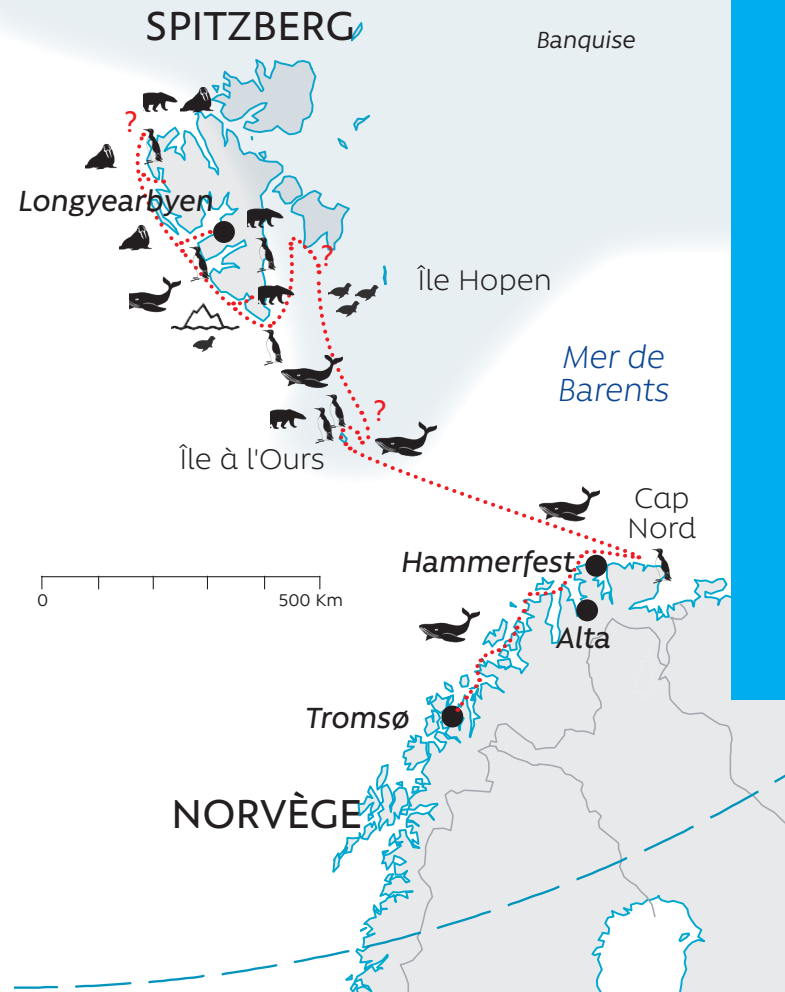 SPITZBERG
Banquise
?
Longyearbyen
?
Île Hopen
Mer de
Barents
?
Île à l'Ours
Cap
Nord
Hammerfest
0
500 Km
Alta
Tromsø
NORVÈGE